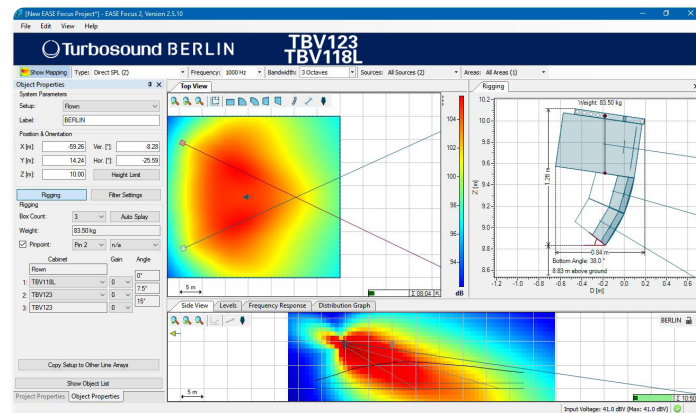 [New EASE Focus Project*] - EASE Focus 2, Version 2.5.10
File Edit View Help
Turbosound BERLIN TBV123
TBV118L
Show Mapping Type: Direct SPL (Z) Frequency: 1000 Hz Bandwidth: 3 Octaves Sources: All Sources (2) Areas: All Areas (1)
Object Properties
System Parameters
Setup: Flown
Label: BERLIN
Position & Orientation
X [m] -59.26 Ver. [°]: -8.28
Y [m] 14.24 Hor. [°]: -25.59
Z [m] 10.00 Height Limit
Rigging Filter Settings
Rigging
Box Count: 3 Auto Splay
Weight: 83.50 kg
Pinpoint: Pin 2 n/a
Cabinet Gain Angle
Flown
0°
1: TBV118L 0
7.5°
2: TBV123 0
15°
3: TBV123 0
Copy Setup to Other Line Arrays
Show Object List
Project Properties Object Properties
Top View
5 m
Σ 08:04 K
104
100
98
96
94
dB
Rigging
Weight: 83.50 kg
10.2
10.0
9.8
9.6
9.4
9.2
9.0
8.8
8.6
Z [m]
1.26 m
0.84 m
Bottom Angle: 38.0 °
8.83 m above ground
-1.2 -1.0 -0.8 -0.6 -0.4 -0.2 0.0 0.2 0.4 0.6
D [m]
Side View Levels Frequency Response Distribution Graph
BERLIN
5 m
Σ 10:50
Input Voltage: 41.0 dBV (Max: 41.0 dBV)